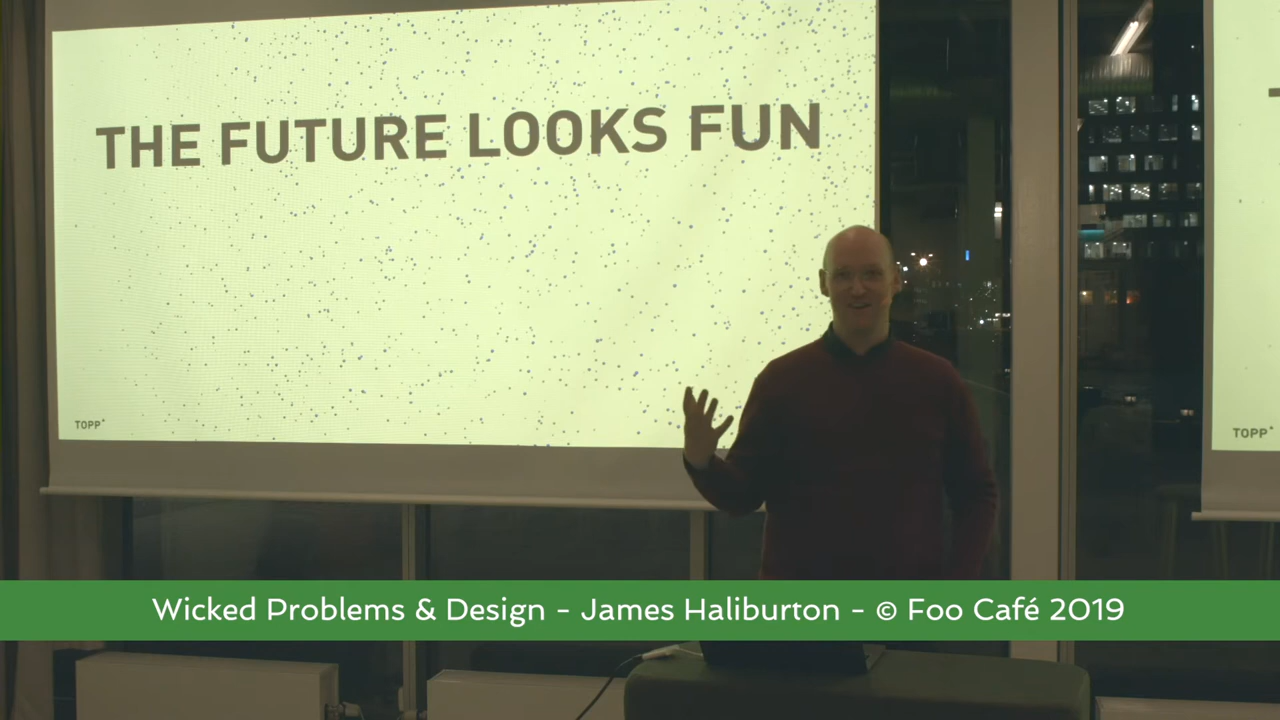 THE FUTURE LOOKS FUN
TOPP+
TOPP+
Wicked Problems & Design - James Haliburton - © Foo Café 2019